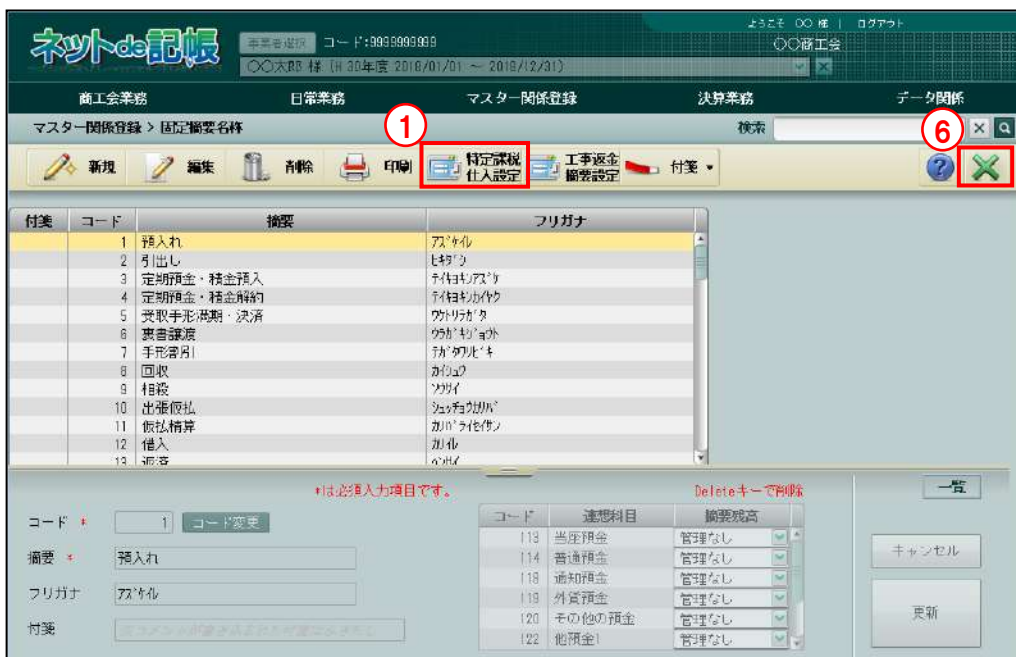 ようこそ 〇〇 様 | ログアウト
ネットde記帳 事業者選択 コード:9999999999 〇〇商工会
〇〇太郎 様 (H 30年度 2018/01/01 ～ 2018/12/31)
商工会業務 日常業務 マスター関係登録 決算業務 データ関係
マスター関係登録 > 固定摘要名称 検索
1 6
新規 編集 削除 印刷 特定課税仕入設定 工事返金摘要設定 付箋
付箋 コード 摘要 フリガナ
1 預入れ ｱｽﾞｹｲﾚ
2 引出し ﾋｷﾀﾞｼ
3 定期預金・積金預入 ﾃｲｷﾖｷﾝｱｽﾞｹ
4 定期預金・積金解約 ﾃｲｷﾖｷﾝｶｲﾔｸ
5 受取手形満期・決済 ｳｹﾄﾘﾃｶﾞﾀ
6 裏書譲渡 ｳﾗｶﾞｷｼﾞｮｳﾄ
7 手形割引 ﾃｶﾞﾀﾜﾘﾋﾞｷ
8 回収 ｶｲｼｭｳ
9 相殺 ｿｳｻｲ
10 出張仮払 ｼｭｯﾁｮｳｶﾘﾊﾞ
11 仮払精算 ｶﾘﾊﾞﾗｲｾｲｻﾝ
12 借入 ｶﾘｲﾚ
13 返済 ﾍﾝｻｲ
*は必須入力項目です。 Deleteキーで削除 一覧
コード * 1 コード変更
摘要 * 預入れ
フリガナ ｱｽﾞｹｲﾚ
付箋
コード 連想科目 摘要残高
113 当座預金 管理なし
114 普通預金 管理なし
118 通知預金 管理なし
119 外貨預金 管理なし
120 その他の預金 管理なし
122 他預金1 管理なし
キャンセル
更新